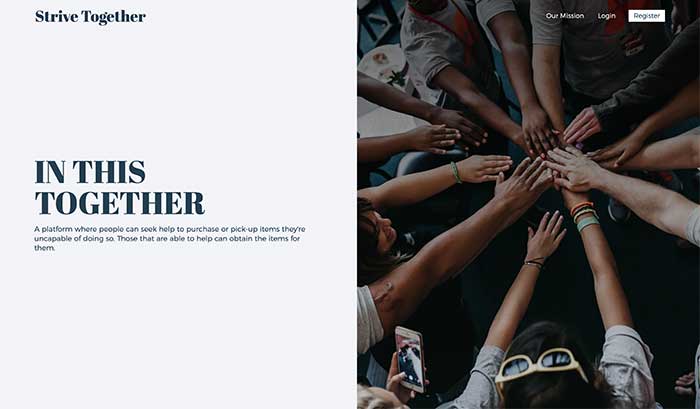 Strive Together
Our Mission Login Register
IN THIS
TOGETHER
A platform where people can seek help to purchase or pick-up items they're
uncapable of doing so. Those that are able to help can obtain the items for
them.